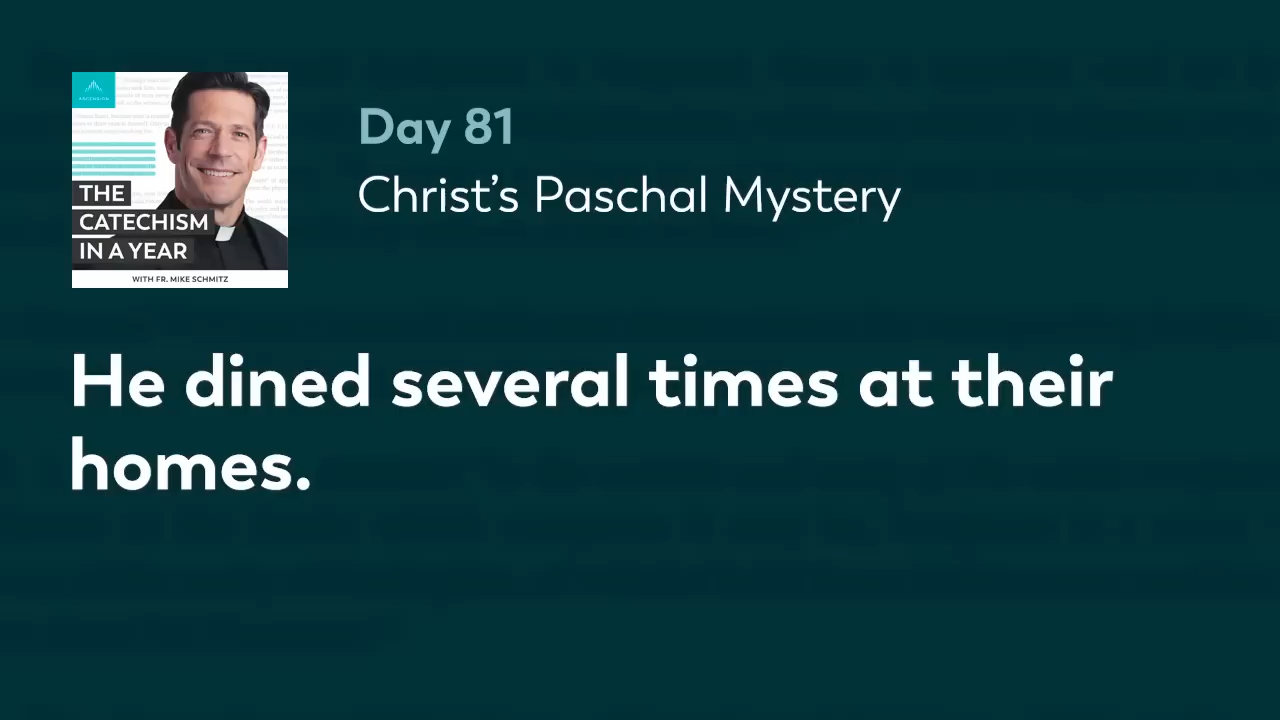 ASCENSION
THE
CATECHISM
IN A YEAR
WITH FR. MIKE SCHMITZ
Day 81
Christ’s Paschal Mystery
He dined several times at their
homes.